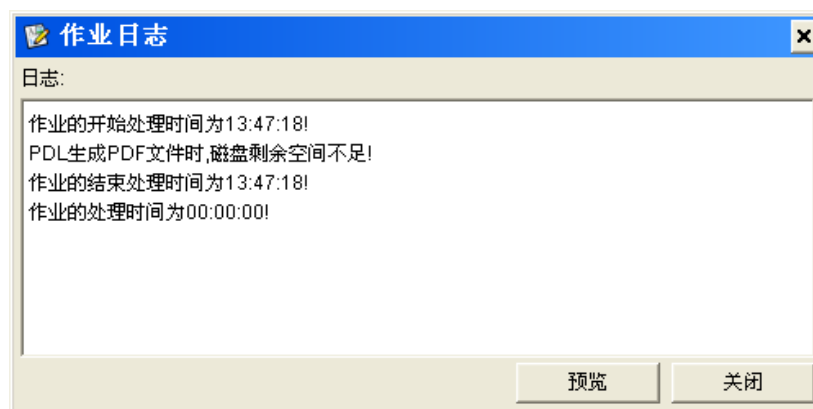 作业日志
日志:
作业的开始处理时间为13:47:18!
PDL生成PDF文件时,磁盘剩余空间不足!
作业的结束处理时间为13:47:18!
作业的处理时间为00:00:00!
预览
关闭